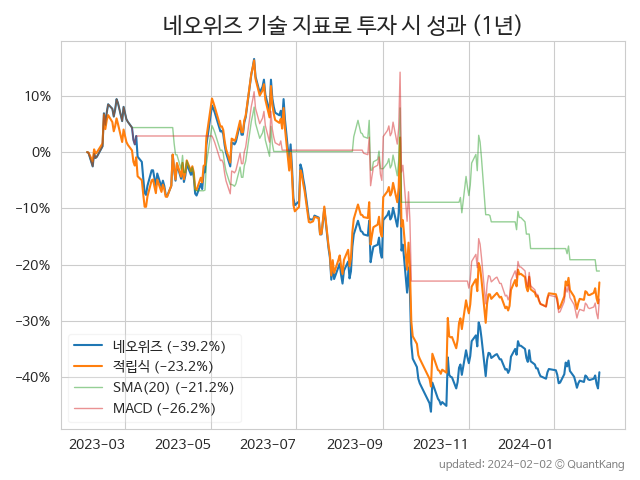 네오위즈 기술 지표로 투자 시 성과 (1년)
10%
0%
−10%
−20%
−30%
−40%
네오위즈 (−39.2%)
적립식 (−23.2%)
SMA(20) (−21.2%)
MACD (−26.2%)
2023−03 2023−05 2023−07 2023−09 2023−11 2024−01
updated: 2024−02−02 © QuantKang